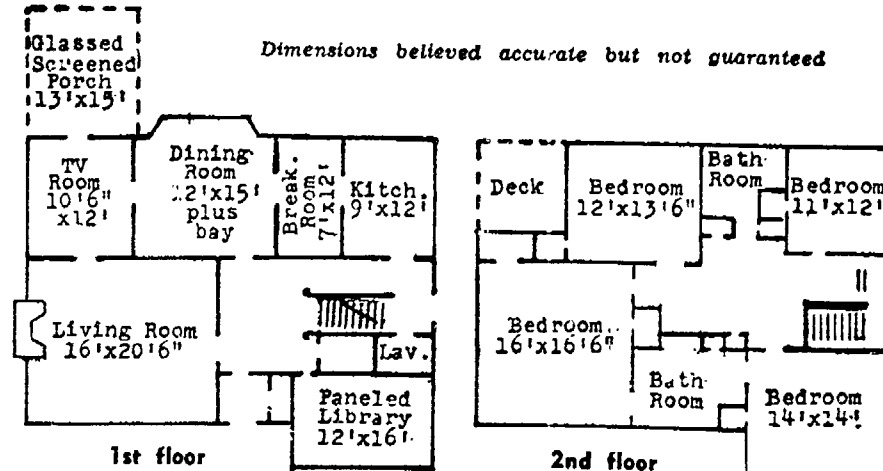 Dimensions believed accurate but not guaranteed
Glassed
Screened
Porch
13'x15'
TV
Room
10'6"
x12'
Dining
Room
12'x15'
plus
bay
Break.
Room
7'x12'
Kitch.
9'x12'
Living Room
16'x20'6"
Lav.
Paneled
Library
12'x16'
1st floor
Deck
Bedroom
12'x13'6"
Bath
Room
Bedroom
11'x12'
Bedroom
16'x16'6"
Bath
Room
Bedroom
14'x14'
2nd floor